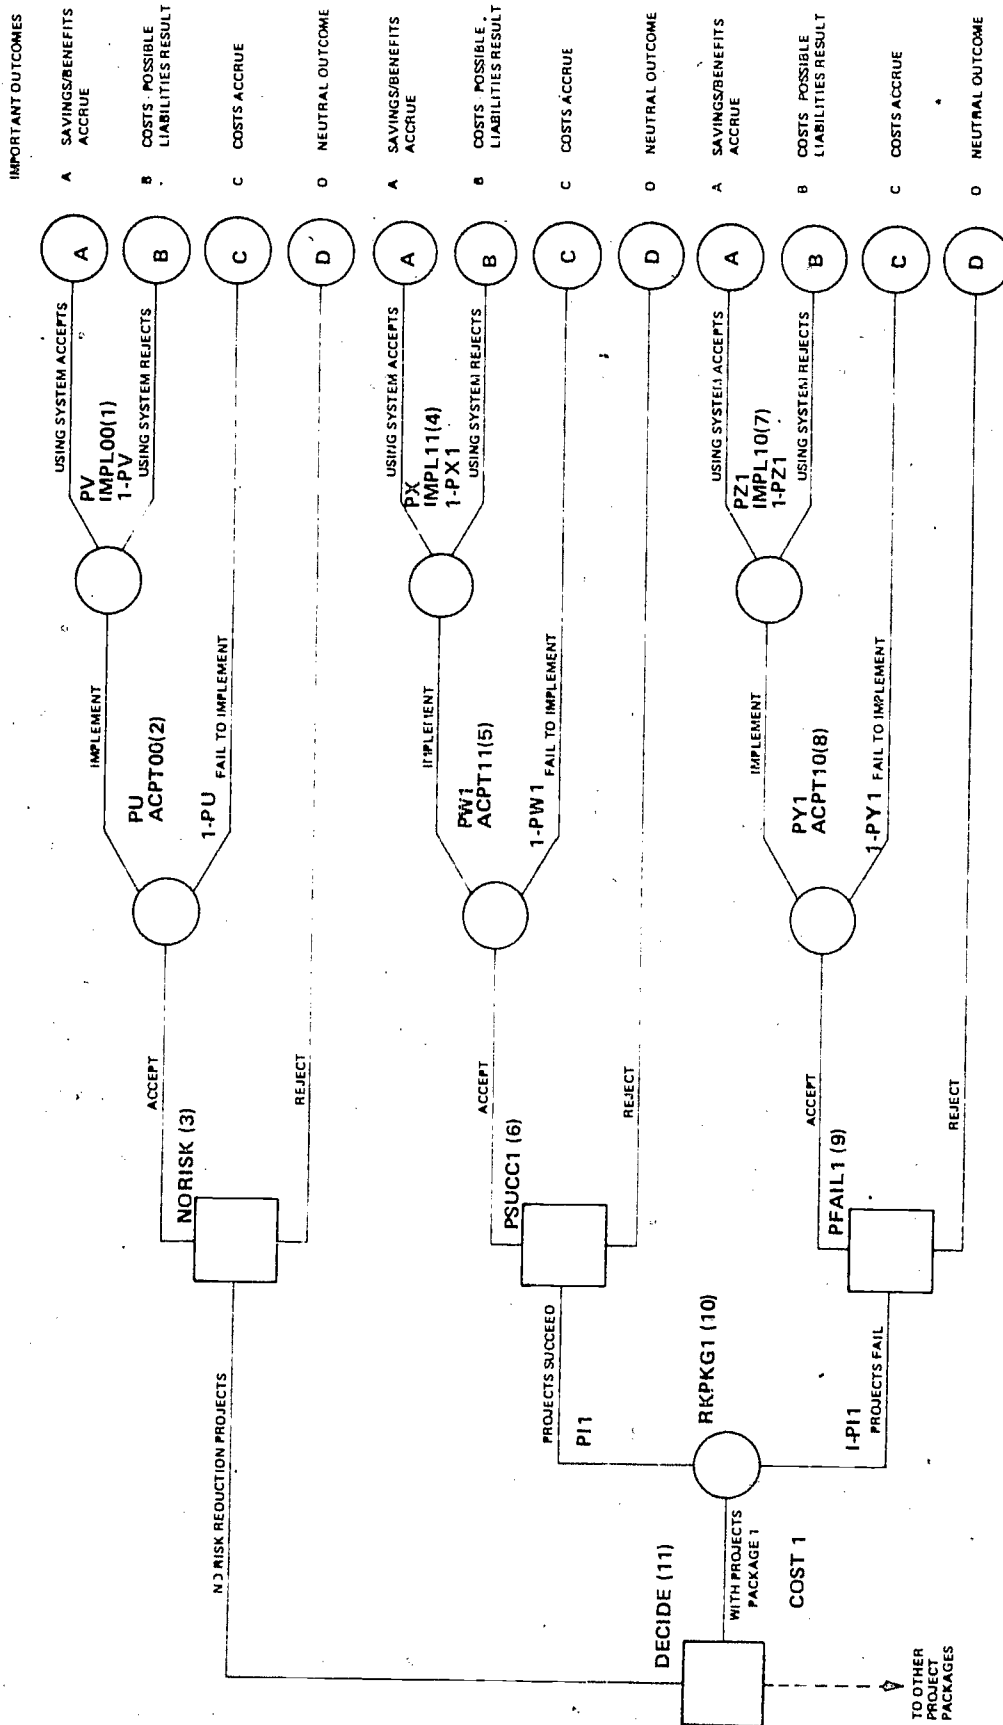 IMPORTANT OUTCOMES
A SAVINGS/BENEFITS
ACCRUE
B COSTS - POSSIBLE
LIABILITIES RESULT
C COSTS ACCRUE
D NEUTRAL OUTCOME
A SAVINGS/BENEFITS
ACCRUE
B COSTS - POSSIBLE
LIABILITIES RESULT
C COSTS ACCRUE
D NEUTRAL OUTCOME
A SAVINGS/BENEFITS
ACCRUE
B COSTS POSSIBLE
LIABILITIES RESULT
C COSTS ACCRUE
D NEUTRAL OUTCOME
A
B
C
D
A
B
C
D
A
B
C
D
USING SYSTEM ACCEPTS
PV
IMPL00(1)
1-PV
USING SYSTEM REJECTS
IMPLEMENT
PU
ACPT00(2)
1-PU FAIL TO IMPLEMENT
ACCEPT
NORISK (3)
REJECT
NO RISK REDUCTION PROJECTS
USING SYSTEM ACCEPTS
PX
IMPL11(4)
1-PX1
USING SYSTEM REJECTS
IMPLEMENT
PW1
ACPT11(5)
1-PW1 FAIL TO IMPLEMENT
ACCEPT
PSUCC1 (6)
REJECT
PROJECTS SUCCEED
PI1
USING SYSTEM ACCEPTS
PZ1
IMPL10(7)
1-PZ1
USING SYSTEM REJECTS
IMPLEMENT
PY1
ACPT10(8)
1-PY1 FAIL TO IMPLEMENT
ACCEPT
PFAIL1 (9)
REJECT
I-PI1
PROJECTS FAIL
RKPKG1 (10)
DECIDE (11)
WITH PROJECTS
PACKAGE 1
COST 1
TO OTHER
PROJECT
PACKAGES